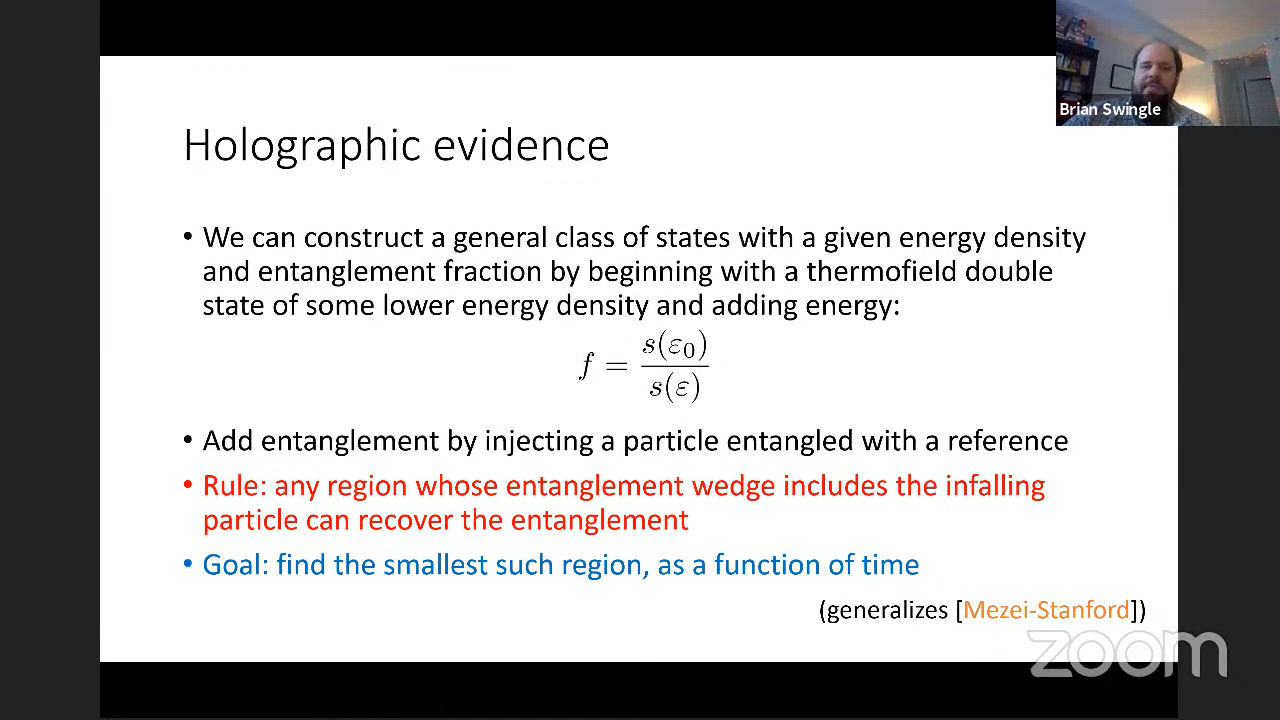 Brian Swingle
Holographic evidence
• We can construct a general class of states with a given energy density
and entanglement fraction by beginning with a thermofield double
state of some lower energy density and adding energy:
f = s(ε₀) / s(ε)
• Add entanglement by injecting a particle entangled with a reference
• Rule: any region whose entanglement wedge includes the infalling
particle can recover the entanglement
• Goal: find the smallest such region, as a function of time
(generalizes [Mezei-Stanford])
zoom